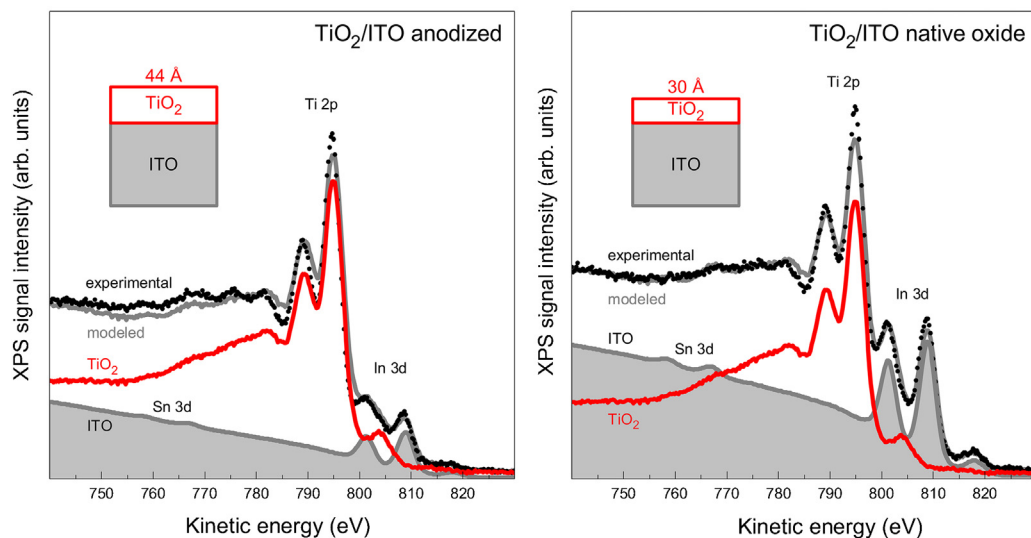 TiO₂/ITO anodized
44 Å
TiO₂
ITO
Ti 2p
experimental
modeled
TiO₂
In 3d
Sn 3d
ITO
XPS signal intensity (arb. units)
750 760 770 780 790 800 810 820
Kinetic energy (eV)
TiO₂/ITO native oxide
30 Å
TiO₂
ITO
Ti 2p
experimental
modeled
In 3d
ITO
Sn 3d
TiO₂
XPS signal intensity (arb. units)
750 760 770 780 790 800 810 820
Kinetic energy (eV)